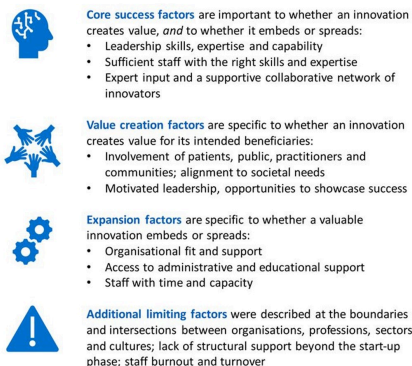 Core success factors are important to whether an innovation
creates value, and to whether it embeds or spreads:
• Leadership skills, expertise and capability
• Sufficient staff with the right skills and expertise
• Expert input and a supportive collaborative network of
innovators
Value creation factors are specific to whether an innovation
creates value for its intended beneficiaries:
• Involvement of patients, public, practitioners and
communities; alignment to societal needs
• Motivated leadership, opportunities to showcase success
Expansion factors are specific to whether a valuable
innovation embeds or spreads:
• Organisational fit and support
• Access to administrative and educational support
• Staff with time and capacity
Additional limiting factors were described at the boundaries
and intersections between organisations, professions, sectors
and cultures; lack of structural support beyond the start-up
phase; staff burnout and turnover